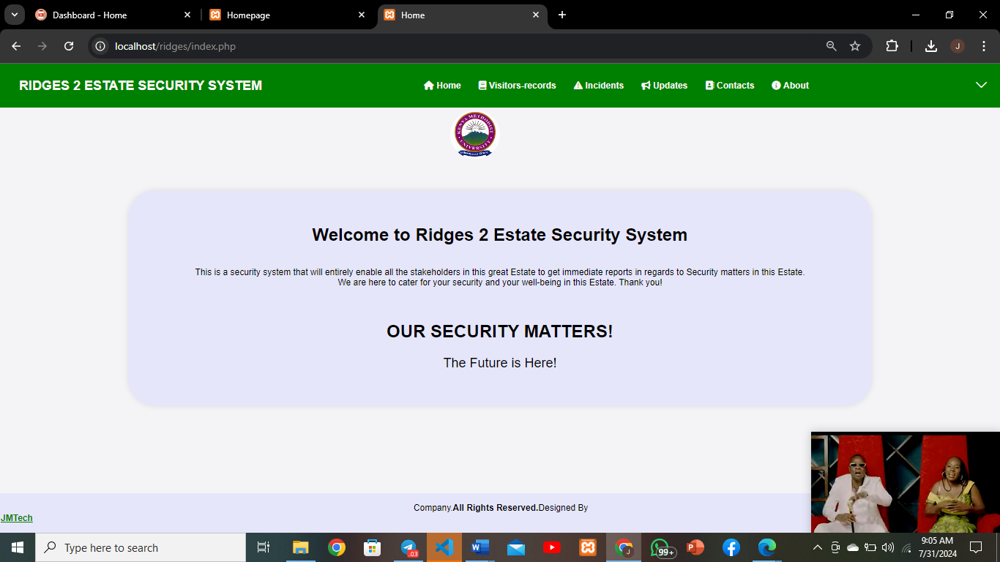 Dashboard - Home
Homepage
Home
localhost/ridges/index.php
J
RIDGES 2 ESTATE SECURITY SYSTEM
Home
Visitors-records
Incidents
Updates
Contacts
About
KENYA METHODIST
UNIVERSITY
Welcome to Ridges 2 Estate Security System
This is a security system that will entirely enable all the stakeholders in this great Estate to get immediate reports in regards to Security matters in this Estate.
We are here to cater for your security and your well-being in this Estate. Thank you!
OUR SECURITY MATTERS!
The Future is Here!
Company.All Rights Reserved.Designed By
JMTech
Type here to search
.03
W
J
99+
P
9:05 AM
7/31/2024